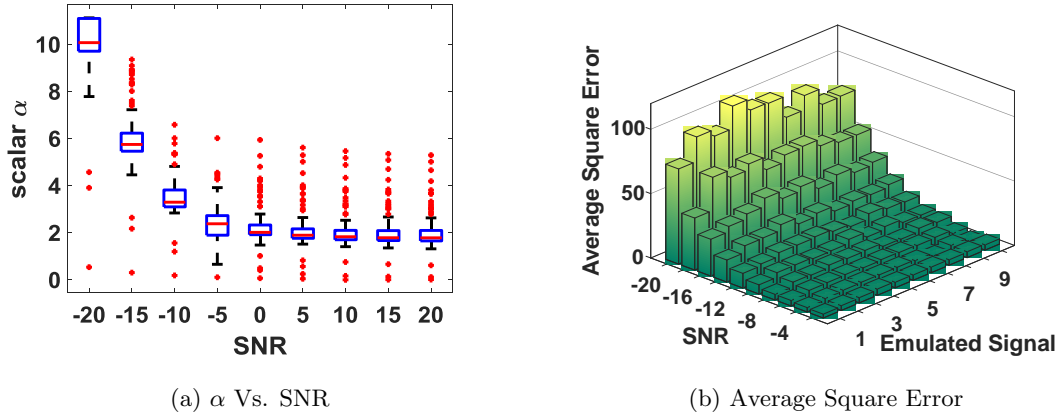 10
8
6
4
2
0
scalar α
-20 -15 -10 -5 0 5 10 15 20
SNR
(a) α Vs. SNR
100
50
0
Average Square Error
-20
-16
-12
-8
-4
SNR
1
3
5
7
9
Emulated Signal
(b) Average Square Error